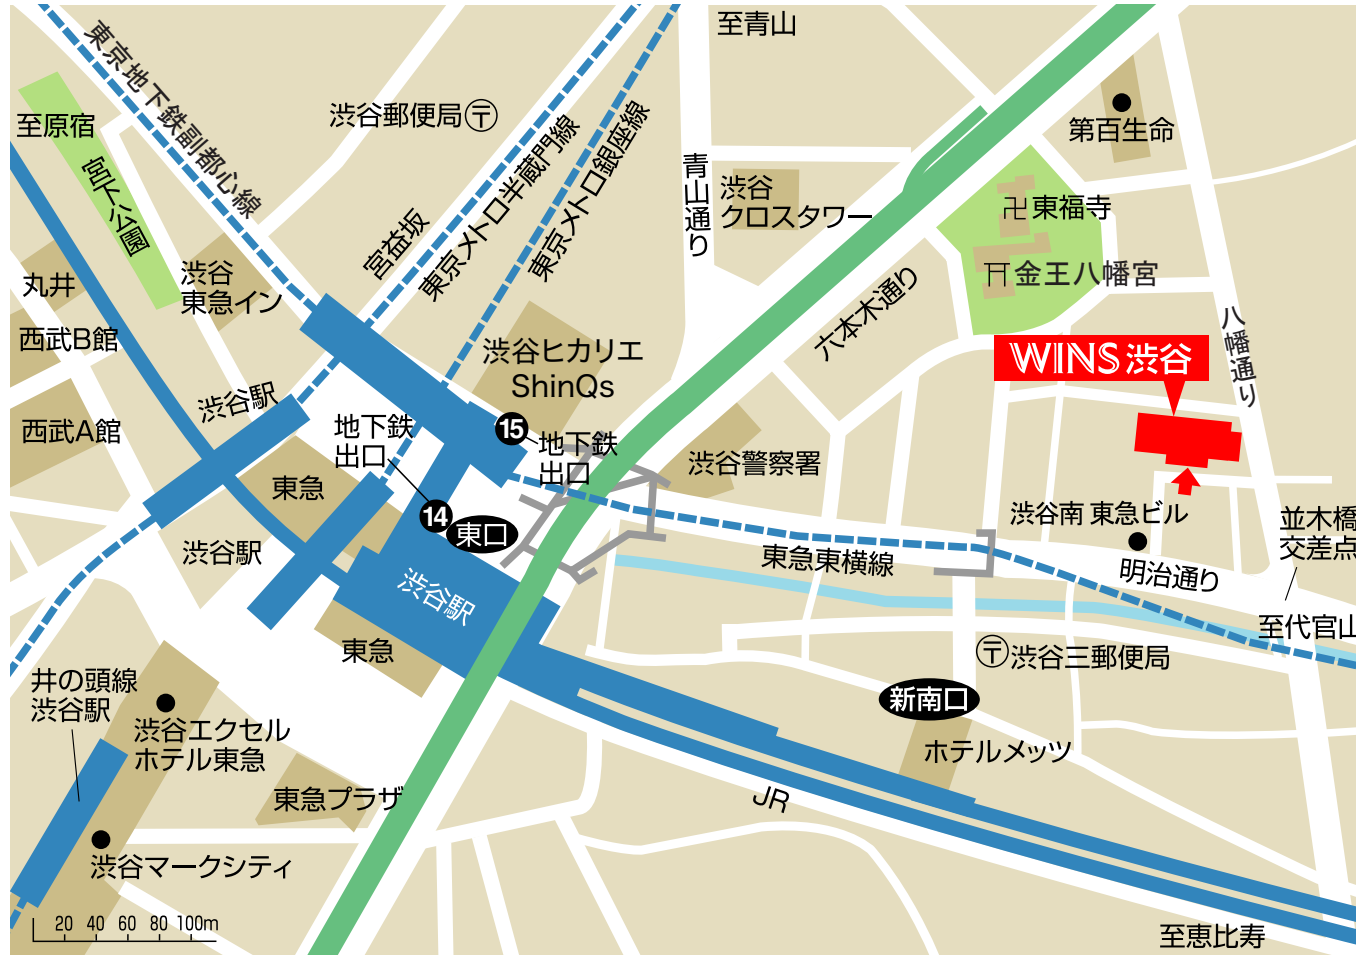 至青山
東京地下鉄副都心線
渋谷郵便局〒
至原宿
宮下公園
東京メトロ半蔵門線
東京メトロ銀座線
宮益坂
青山通り
渋谷
クロスタワー
第百生命
卍東福寺
金王八幡宮
六本木通り
八幡通り
丸井
渋谷
東急イン
西武B館
西武A館
渋谷ヒカリエ
ShinQs
WINS渋谷
渋谷駅
地下鉄
出口
15
地下鉄
出口
渋谷警察署
東急
14
東口
渋谷南 東急ビル
並木橋
交差点
渋谷駅
東急東横線
明治通り
渋谷駅
至代官山
東急
〒渋谷三郵便局
井の頭線
渋谷駅
新南口
渋谷エクセル
ホテル東急
ホテルメッツ
東急プラザ
JR
渋谷マークシティ
20 40 60 80 100m
至恵比寿